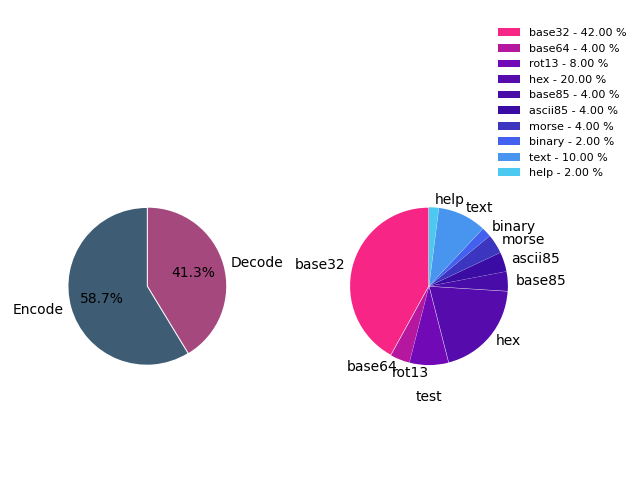 base32 - 42.00 %
base64 - 4.00 %
rot13 - 8.00 %
hex - 20.00 %
base85 - 4.00 %
ascii85 - 4.00 %
morse - 4.00 %
binary - 2.00 %
text - 10.00 %
help - 2.00 %
Encode
58.7%
41.3%
Decode
help
text
binary
morse
ascii85
base85
hex
base32
base64
rot13
test